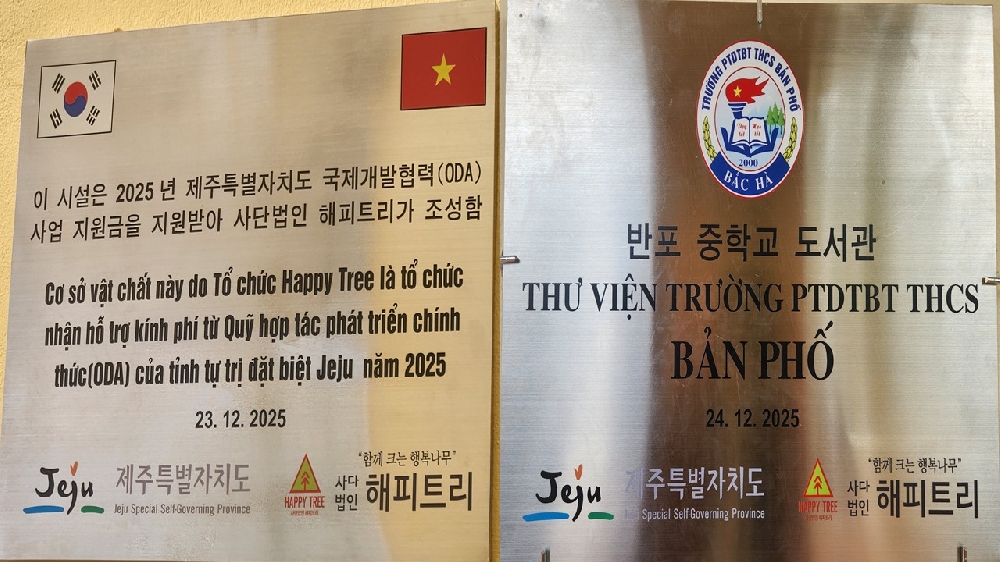 이 시설은 2025년 제주특별자치도 국제개발협력(ODA)
사업 지원금을 지원받아 사단법인 해피트리가 조성함
Cơ sở vật chất này do Tổ chức Happy Tree là tổ chức
nhận hỗ trợ kính phí từ Quỹ hợp tác phát triển chính
thức(ODA) của tỉnh tự trị đặt biệt Jeju năm 2025
23. 12. 2025
Jeju 제주특별자치도
Jeju Special Self-Governing Province
HAPPY TREE
"함께 크는 행복나무"
사단법인 해피트리
TRƯỜNG PTDTBT THCS BẢN PHỐ
2000
BẮC HÀ
반포 중학교 도서관
THƯ VIỆN TRƯỜNG PTDTBT THCS
BẢN PHỐ
24. 12. 2025
Jeju 제주특별자치도
Special Self-Governing Province
HAPPY TREE
"함께 크는 행복나무"
사단법인 해피트리